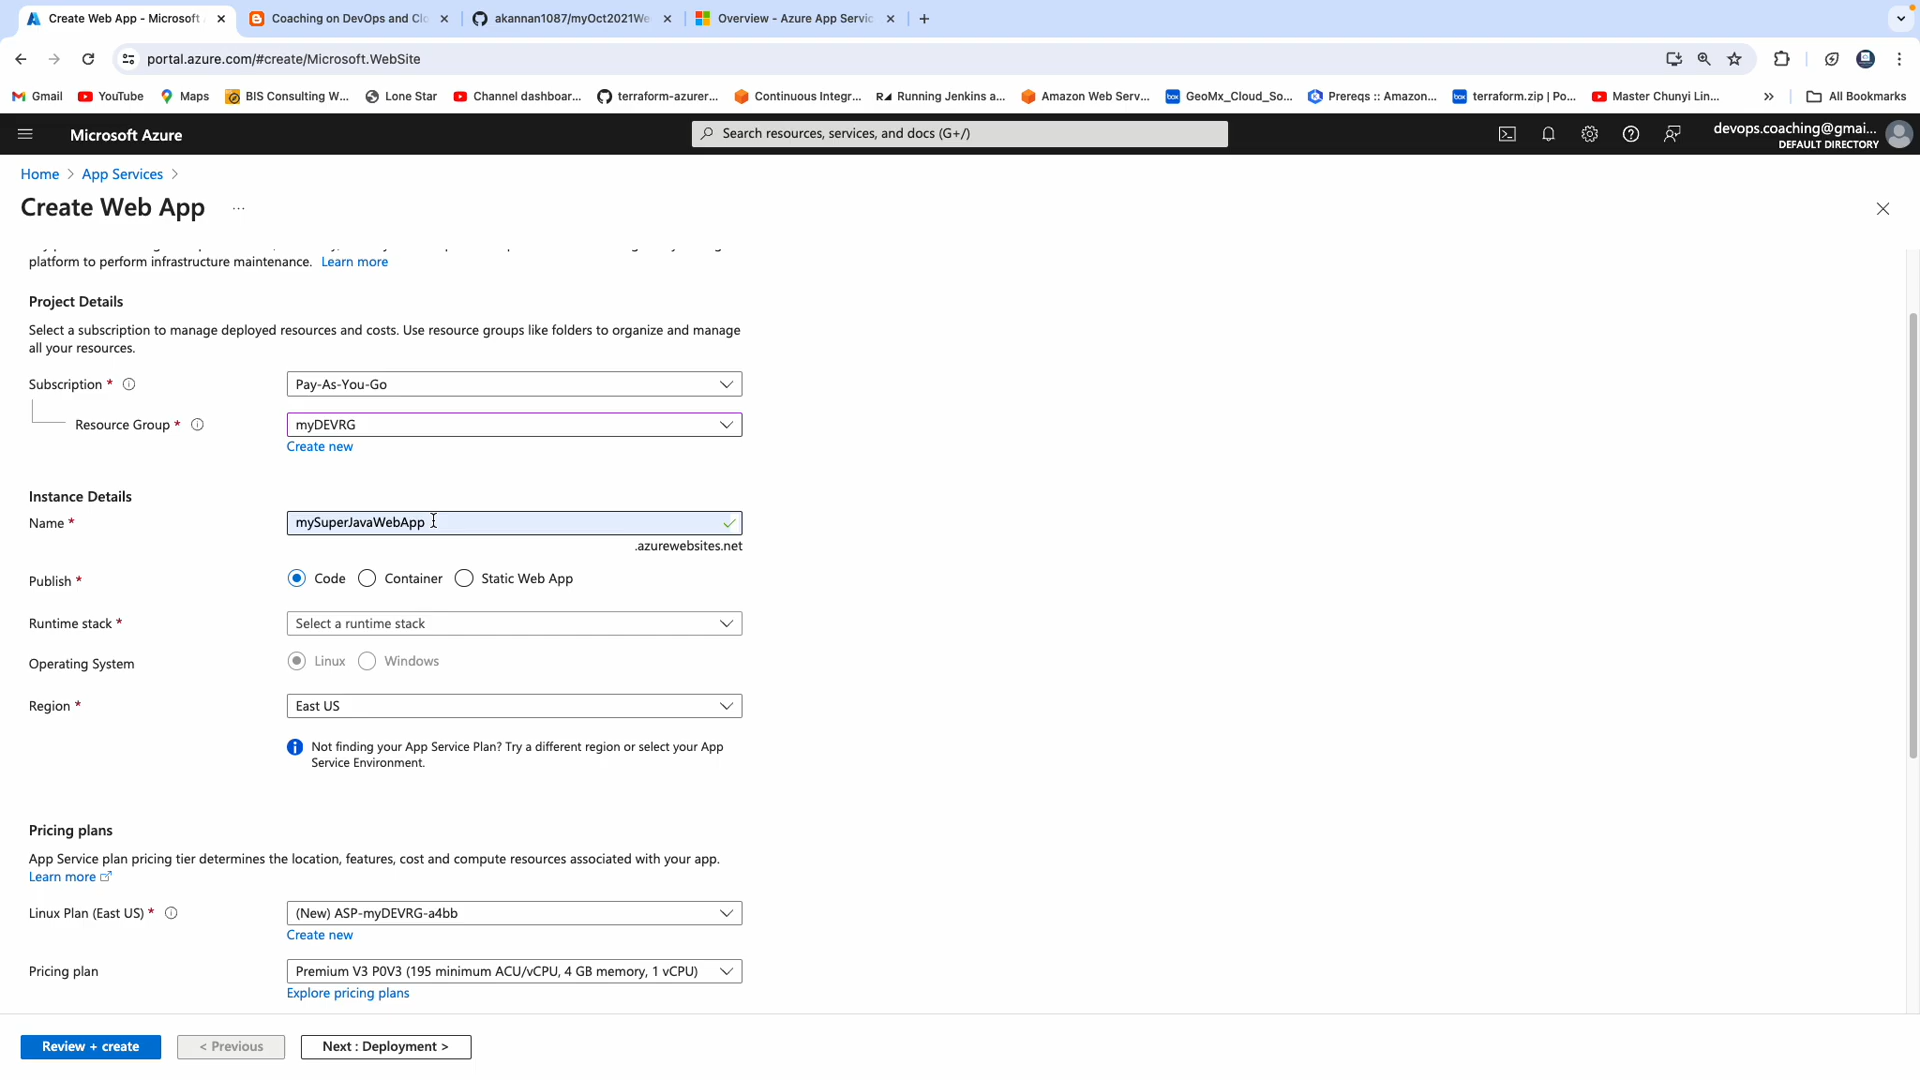 Create Web App - Microsoft
Coaching on DevOps and Clo
akannan1087/myOct2021We
Overview - Azure App Servic
portal.azure.com/#create/Microsoft.WebSite
Gmail
YouTube
Maps
BIS Consulting W...
Lone Star
Channel dashboar...
terraform-azurer...
Continuous Integr...
Running Jenkins a...
Amazon Web Serv...
GeoMx_Cloud_So...
Prereqs :: Amazon...
terraform.zip | Po...
Master Chunyi Lin...
»
All Bookmarks
Microsoft Azure
Search resources, services, and docs (G+/)
devops.coaching@gmai...
DEFAULT DIRECTORY
Home > App Services >
Create Web App ...
platform to perform infrastructure maintenance. Learn more
Project Details
Select a subscription to manage deployed resources and costs. Use resource groups like folders to organize and manage
all your resources.
Subscription *
Pay-As-You-Go
Resource Group *
myDEVRG
Create new
Instance Details
Name *
mySuperJavaWebApp
.azurewebsites.net
Publish *
Code
Container
Static Web App
Runtime stack *
Select a runtime stack
Operating System
Linux
Windows
Region *
East US
Not finding your App Service Plan? Try a different region or select your App
Service Environment.
Pricing plans
App Service plan pricing tier determines the location, features, cost and compute resources associated with your app.
Learn more
Linux Plan (East US) *
(New) ASP-myDEVRG-a4bb
Create new
Pricing plan
Premium V3 P0V3 (195 minimum ACU/vCPU, 4 GB memory, 1 vCPU)
Explore pricing plans
Review + create
< Previous
Next : Deployment >